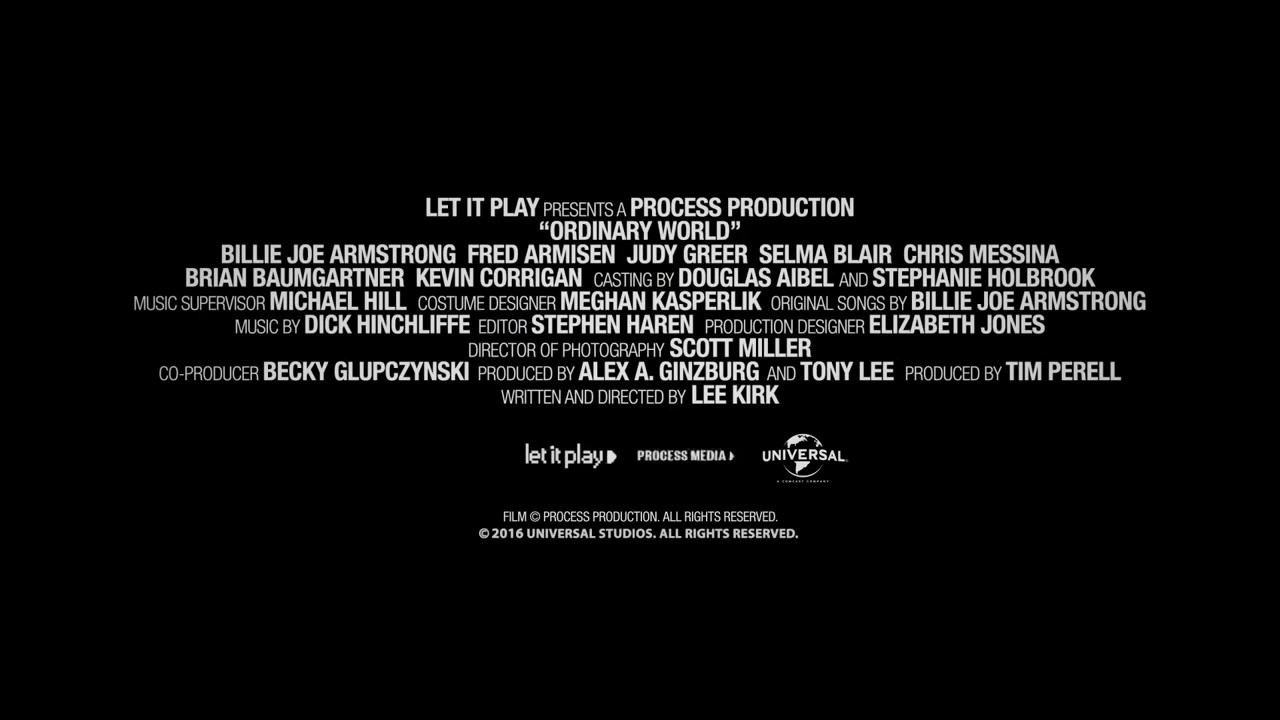 LET IT PLAY PRESENTS A PROCESS PRODUCTION
“ORDINARY WORLD”
BILLIE JOE ARMSTRONG FRED ARMISEN JUDY GREER SELMA BLAIR CHRIS MESSINA
BRIAN BAUMGARTNER KEVIN CORRIGAN CASTING BY DOUGLAS AIBEL AND STEPHANIE HOLBROOK
MUSIC SUPERVISOR MICHAEL HILL COSTUME DESIGNER MEGHAN KASPERLIK ORIGINAL SONGS BY BILLIE JOE ARMSTRONG
MUSIC BY DICK HINCHLIFFE EDITOR STEPHEN HAREN PRODUCTION DESIGNER ELIZABETH JONES
DIRECTOR OF PHOTOGRAPHY SCOTT MILLER
CO-PRODUCER BECKY GLUPCZYNSKI PRODUCED BY ALEX A. GINZBURG AND TONY LEE PRODUCED BY TIM PERELL
WRITTEN AND DIRECTED BY LEE KIRK
let it play PROCESS MEDIA UNIVERSAL
A COMCAST COMPANY
FILM © PROCESS PRODUCTION. ALL RIGHTS RESERVED.
© 2016 UNIVERSAL STUDIOS. ALL RIGHTS RESERVED.